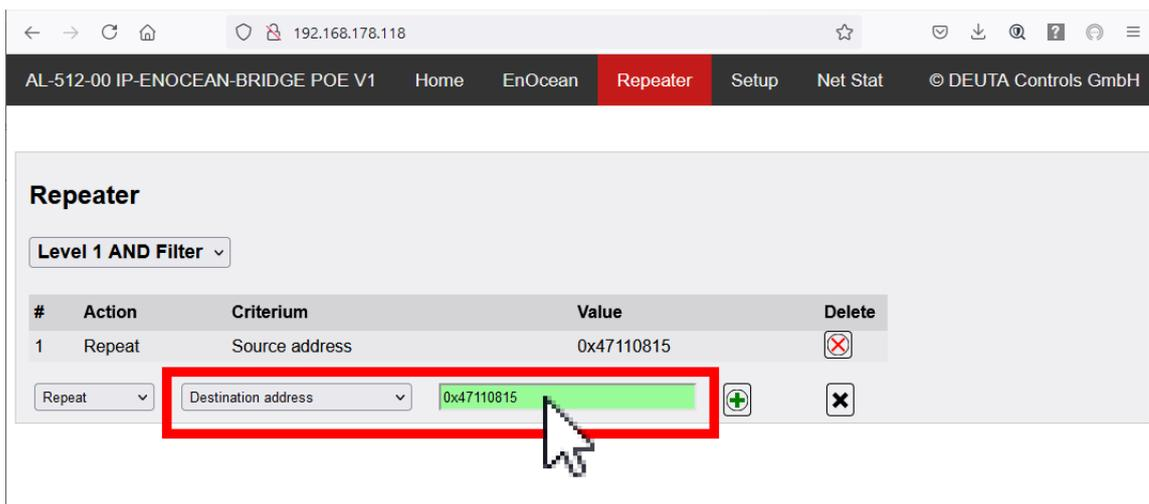 192.168.178.118
AL-512-00 IP-ENOCEAN-BRIDGE POE V1 Home EnOcean Repeater Setup Net Stat © DEUTA Controls GmbH
Repeater
Level 1 AND Filter
# Action Criterium Value Delete
1 Repeat Source address 0x47110815
Repeat Destination address 0x47110815